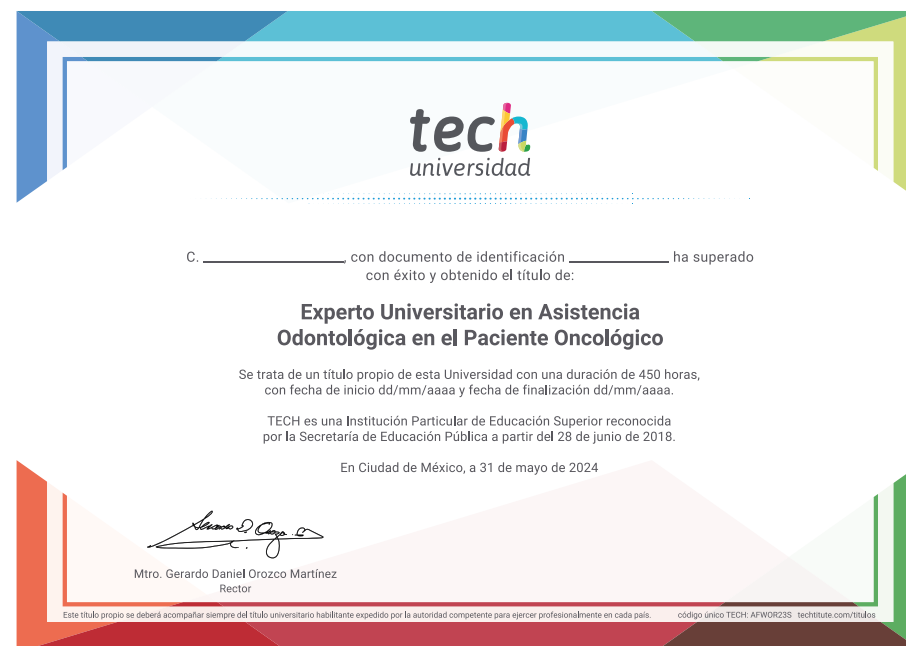 tech
universidad
C. ____________, con documento de identificación ____________ ha superado
con éxito y obtenido el título de:
Experto Universitario en Asistencia
Odontológica en el Paciente Oncológico
Se trata de un título propio de esta Universidad con una duración de 450 horas,
con fecha de inicio dd/mm/aaaa y fecha de finalización dd/mm/aaaa.
TECH es una Institución Particular de Educación Superior reconocida
por la Secretaría de Educación Pública a partir del 28 de junio de 2018.
En Ciudad de México, a 31 de mayo de 2024
Mtro. Gerardo Daniel Orozco Martínez
Rector
Este título propio se deberá acompañar siempre del título universitario habilitante expedido por la autoridad competente para ejercer profesionalmente en cada país. código único TECH: AFWOR23S techtitute.com/titulos